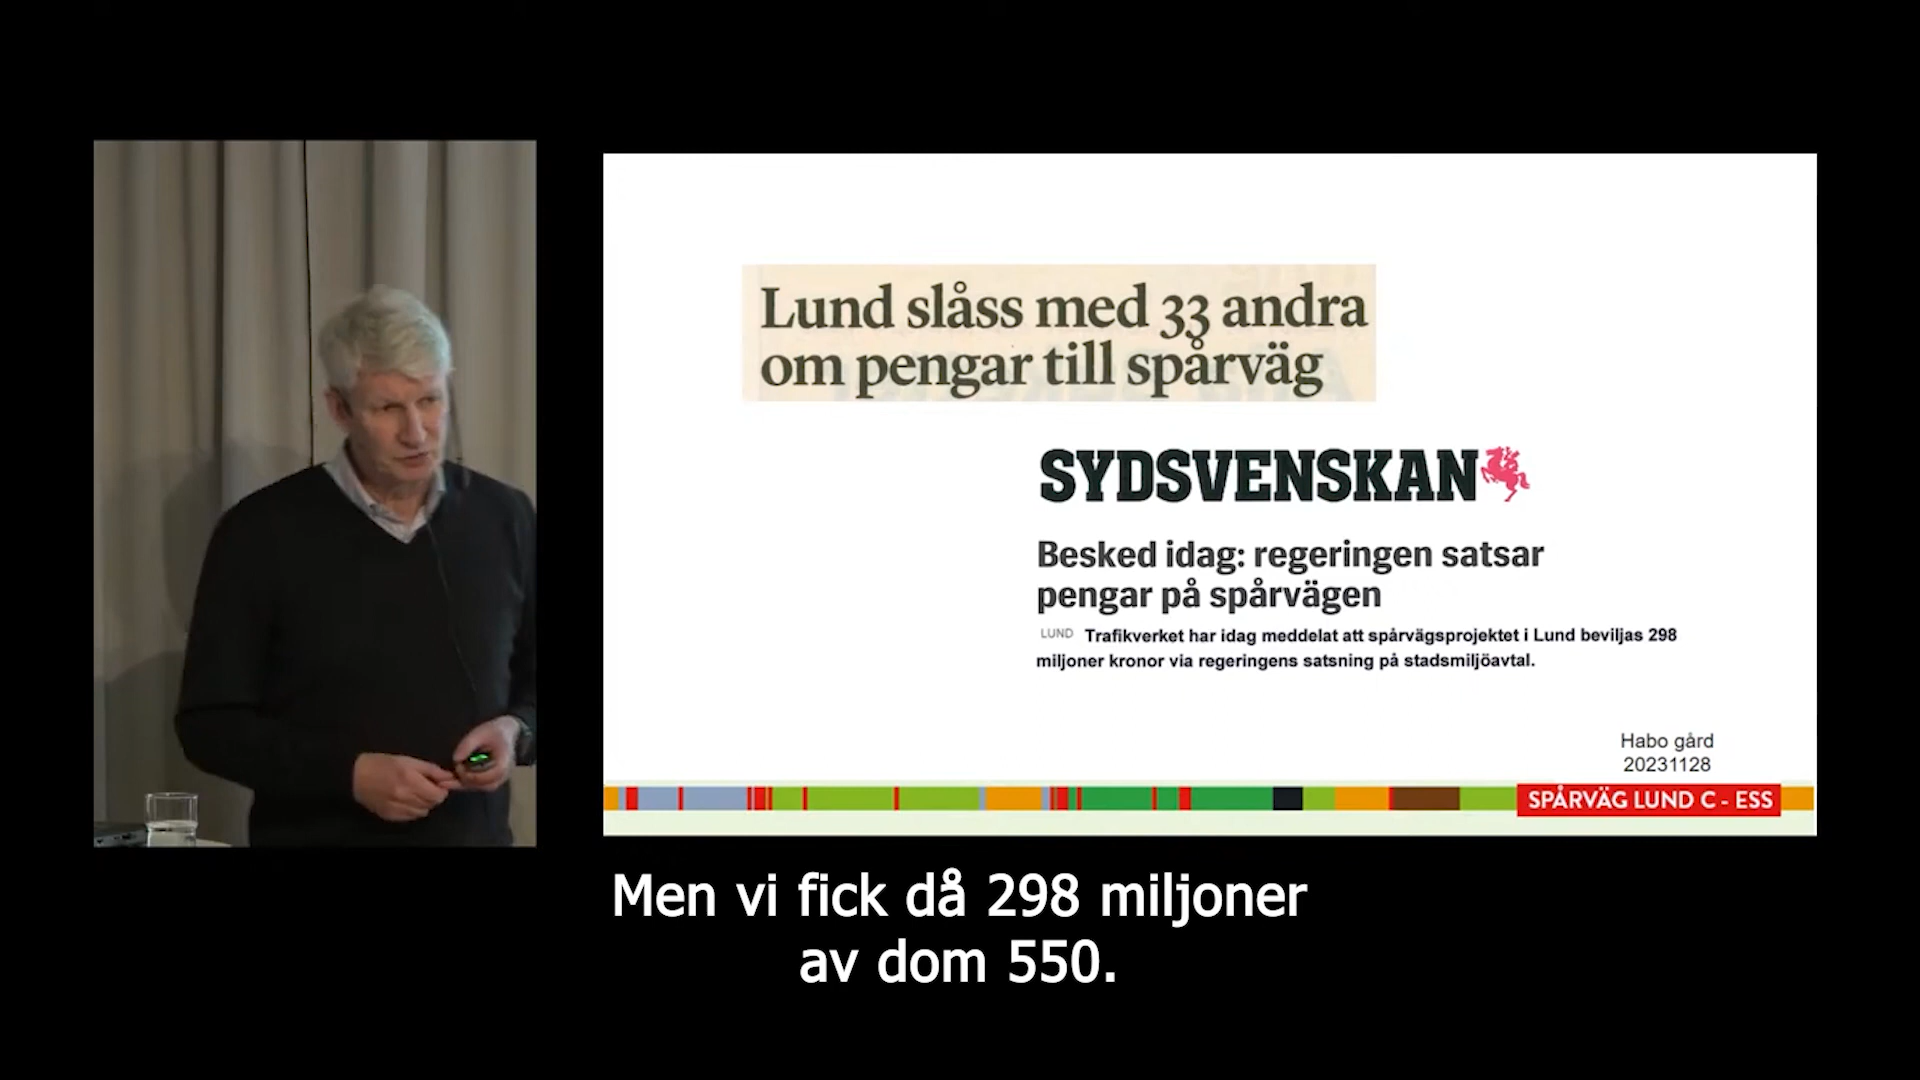 Lund slåss med 33 andra
om pengar till spårväg
SYDSVENSKAN
Besked idag: regeringen satsar
pengar på spårvägen
LUND Trafikverket har idag meddelat att spårvägsprojektet i Lund beviljas 298
miljoner kronor via regeringens satsning på stadsmiljöavtal.
Habo gård
20231128
SPÅRVÄG LUND C - ESS
Men vi fick då 298 miljoner
av dom 550.